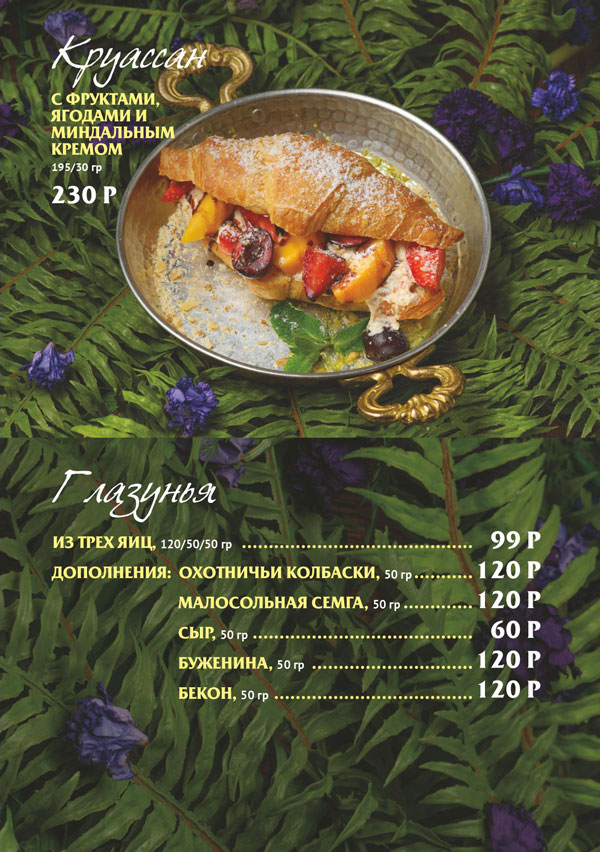 Круассан
С ФРУКТАМИ,
ЯГОДАМИ И
МИНДАЛЬНЫМ
КРЕМОМ
195/30 гр
230 Р
Глазунья
ИЗ ТРЕХ ЯИЦ, 120/50/50 гр ........ 99 Р
ДОПОЛНЕНИЯ: ОХОТНИЧЬИ КОЛБАСКИ, 50 гр ........ 120 Р
МАЛОСОЛЬНАЯ СЕМГА, 50 гр ........ 120 Р
СЫР, 50 гр ........ 60 Р
БУЖЕНИНА, 50 гр ........ 120 Р
БЕКОН, 50 гр ........ 120 Р